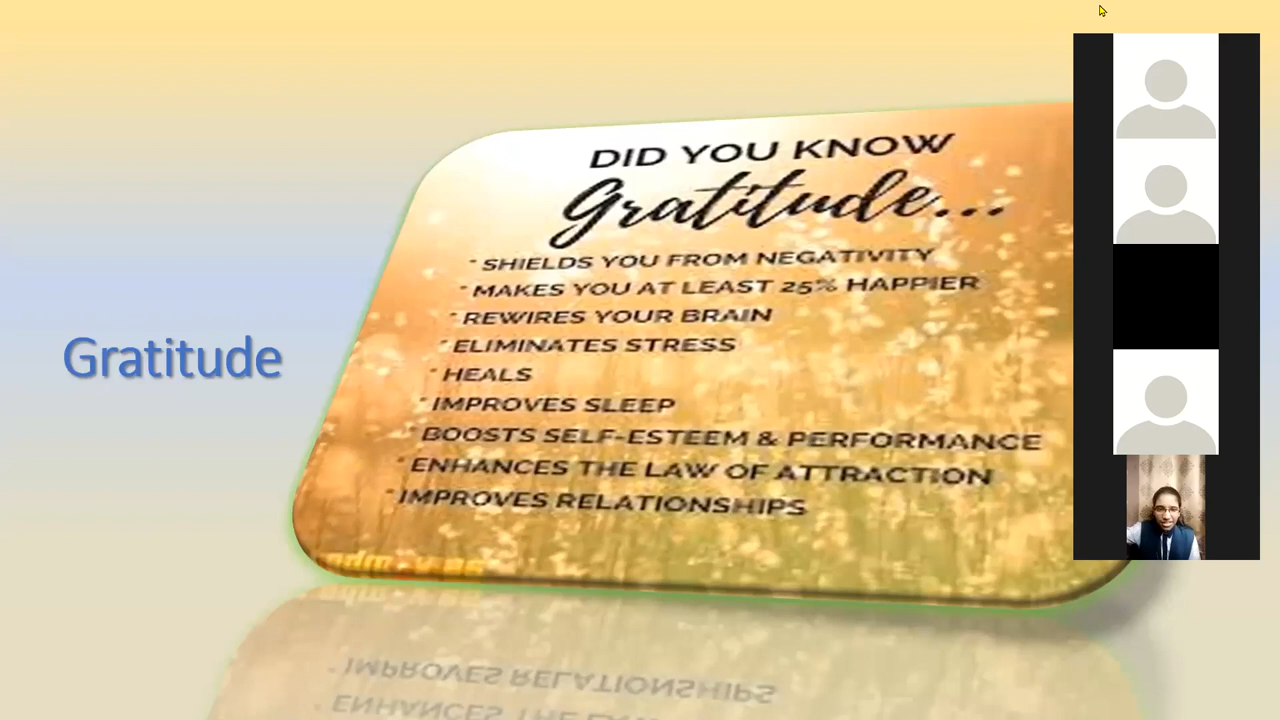 Gratitude
DID YOU KNOW
Gratitude...
* SHIELDS YOU FROM NEGATIVITY
* MAKES YOU AT LEAST 25% HAPPIER
* REWIRES YOUR BRAIN
* ELIMINATES STRESS
* HEALS
* IMPROVES SLEEP
BOOSTS SELF-ESTEEM & PERFORMANCE
* ENHANCES THE LAW OF ATTRACTION
* IMPROVES RELATIONSHIPS